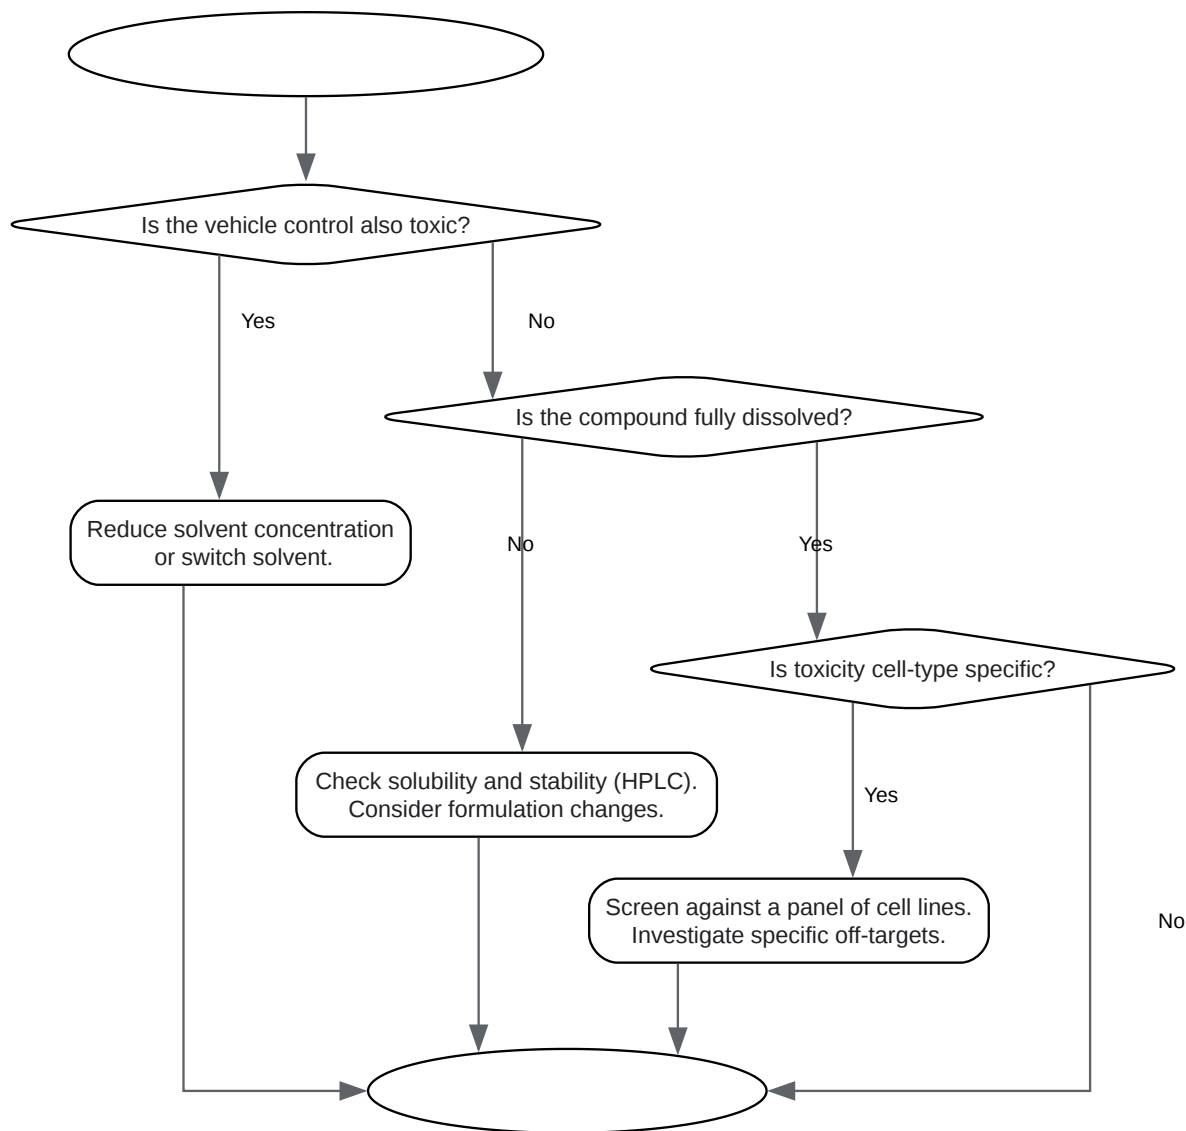 Is the vehicle control also toxic?
Yes
No
Is the compound fully dissolved?
Reduce solvent concentration
or switch solvent.
No
Yes
Is toxicity cell-type specific?
Check solubility and stability (HPLC).
Consider formulation changes.
Yes
Screen against a panel of cell lines.
Investigate specific off-targets.
No